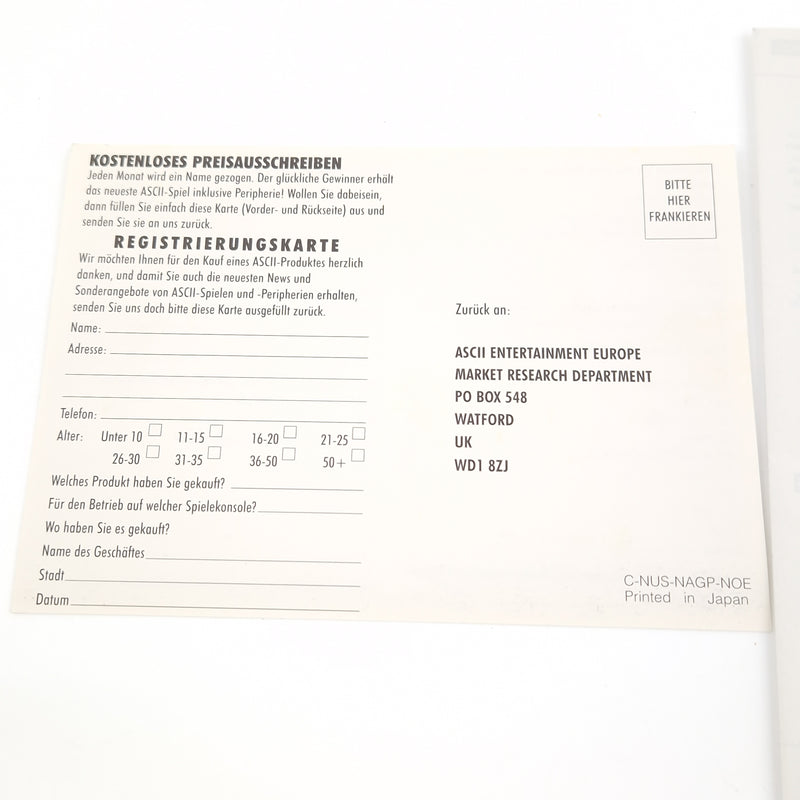 KOSTENLOSES PREISAUSSCHREIBEN
Jeden Monat wird ein Name gezogen. Der glückliche Gewinner erhält
das neueste ASCII-Spiel inklusive Peripherie! Wollen Sie dabeisein,
dann füllen Sie einfach diese Karte (Vorder- und Rückseite) aus und
senden Sie sie an uns zurück.
REGISTRIERUNGSKARTE
Wir möchten Ihnen für den Kauf eines ASCII-Produktes herzlich
danken, und damit Sie auch die neuesten News und
Sonderangebote von ASCII-Spielen und -Peripherien erhalten,
senden Sie uns doch bitte diese Karte ausgefüllt zurück.
Name:
Adresse:
Telefon:
Alter: Unter 10 11-15 16-20 21-25
26-30 31-35 36-50 50+
Welches Produkt haben Sie gekauft?
Für den Betrieb auf welcher Spielekonsole?
Wo haben Sie es gekauft?
Name des Geschäftes
Stadt
Datum
BITTE
HIER
FRANKIEREN
Zurück an:
ASCII ENTERTAINMENT EUROPE
MARKET RESEARCH DEPARTMENT
PO BOX 548
WATFORD
UK
WD1 8ZJ
C-NUS-NAGP-NOE
Printed in Japan